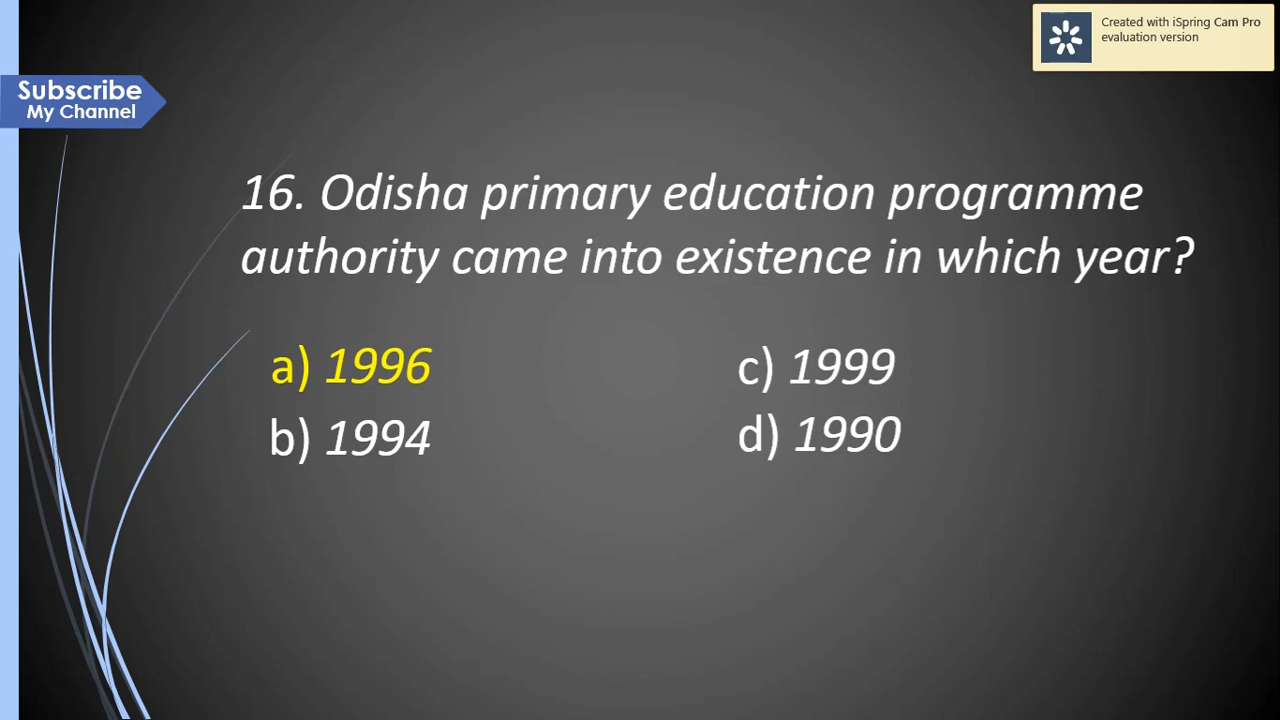 Created with iSpring Cam Pro
evaluation version
Subscribe
My Channel
16. Odisha primary education programme
authority came into existence in which year?
a) 1996
c) 1999
b) 1994
d) 1990